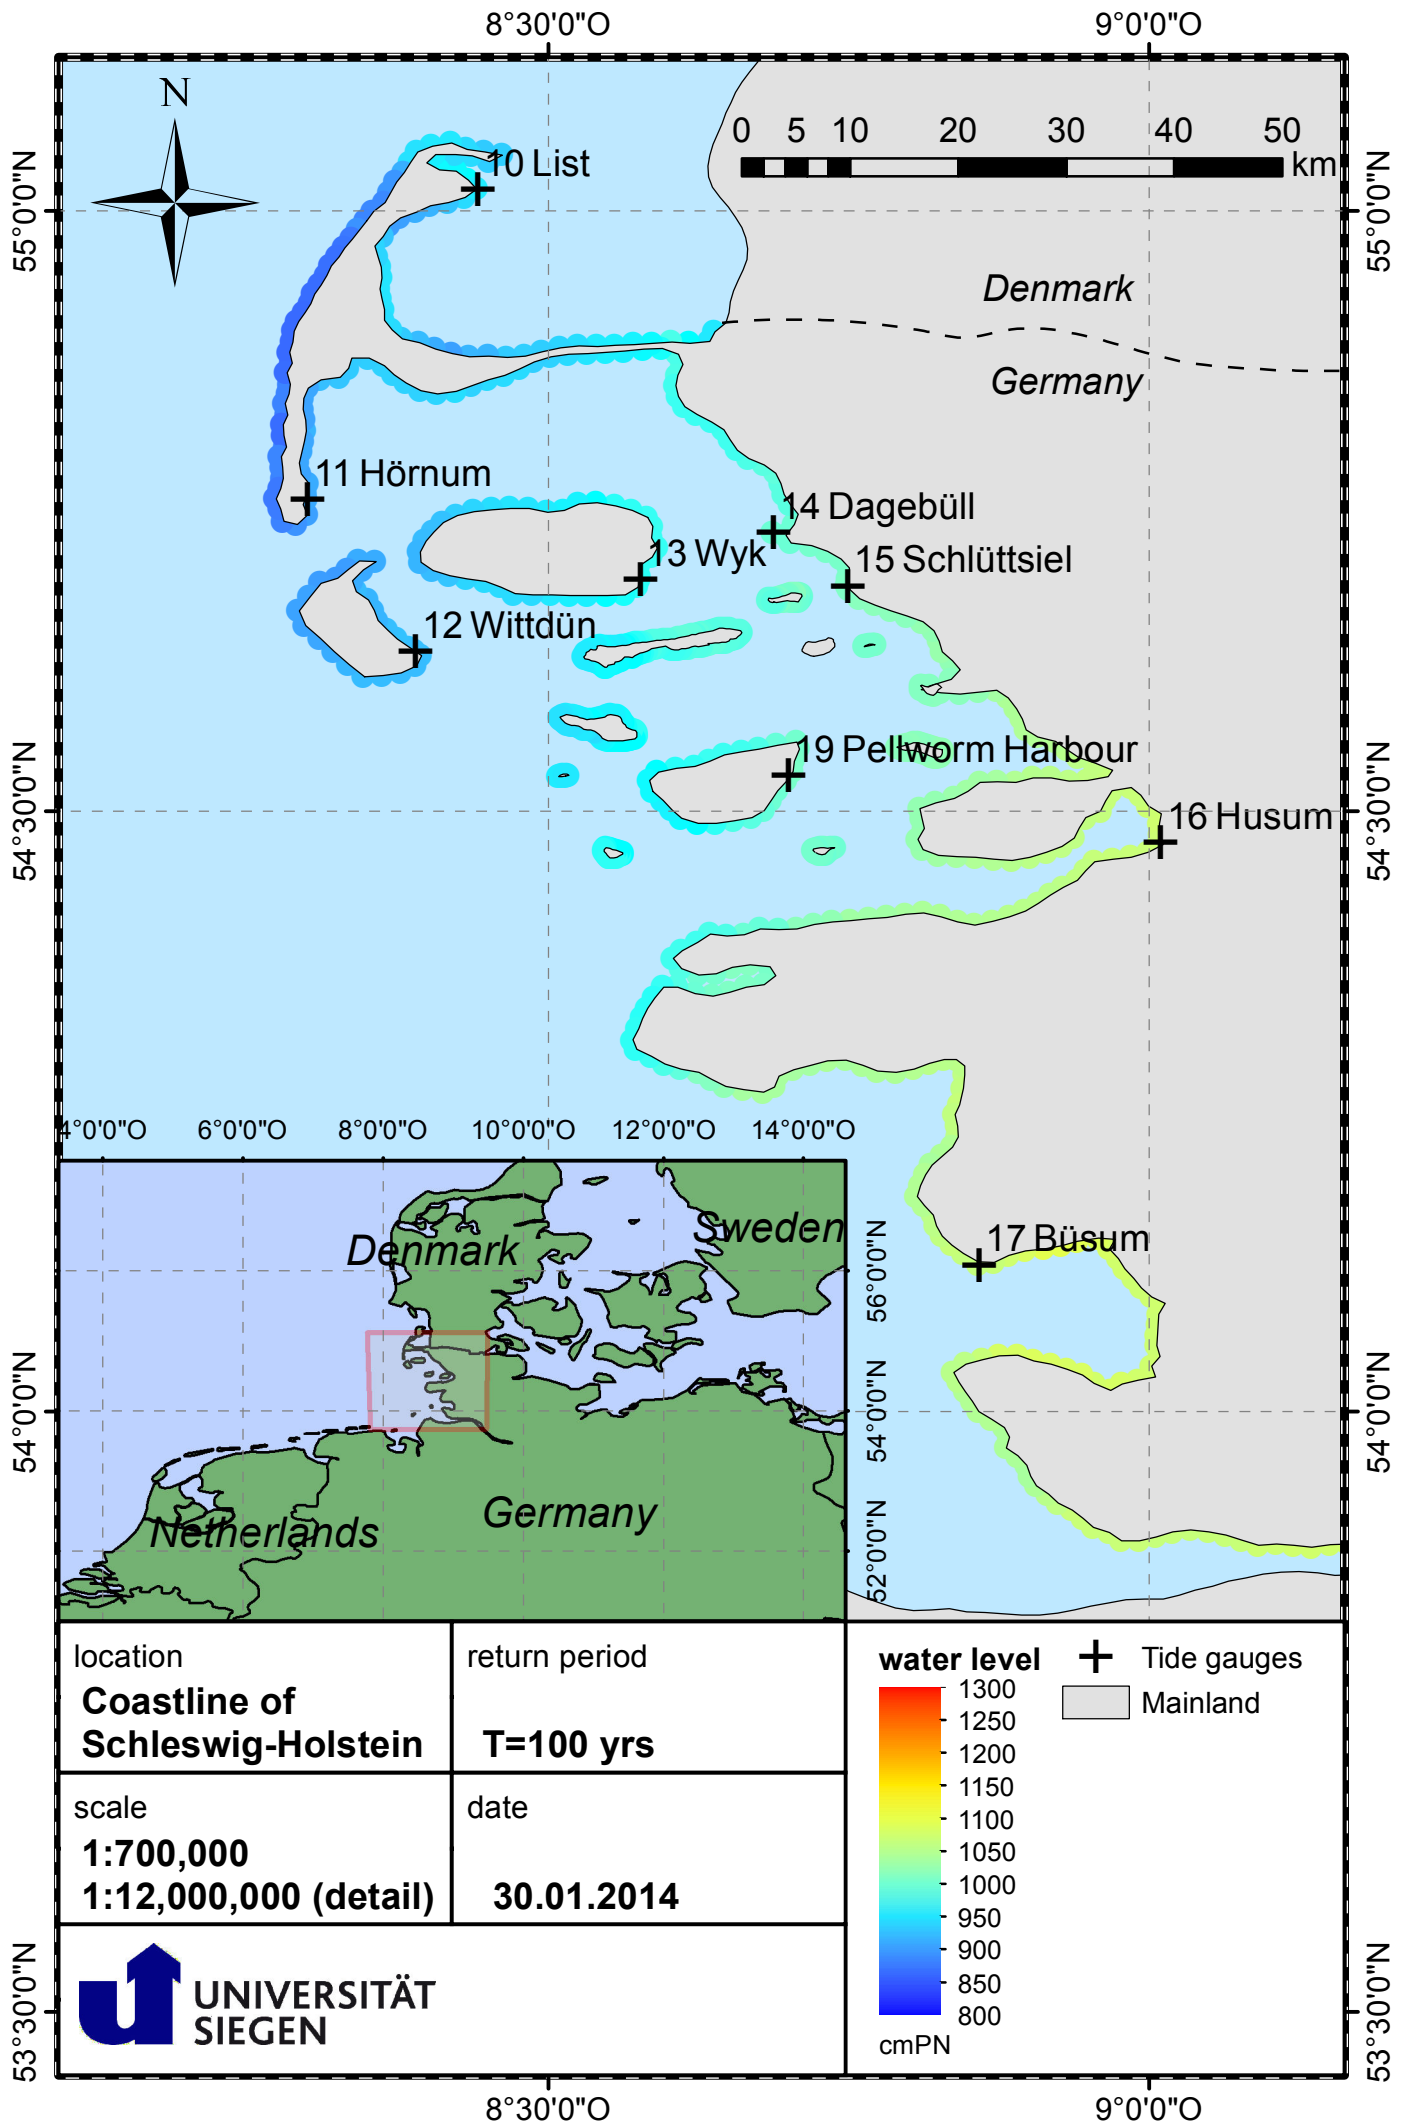 8°30'0"O
9°0'0"O
N
0
5
10
20
30
40
50
km
10 List
55°0'0"N
55°0'0"N
Denmark
Germany
11 Hörnum
14 Dagebüll
13 Wyk
15 Schlüttsiel
12 Wittdün
19 Pellworm Harbour
54°30'0"N
54°30'0"N
16 Husum
4°0'0"O
6°0'0"O
8°0'0"O
10°0'0"O
12°0'0"O
14°0'0"O
17 Büsum
Sweden
Denmark
56°0'0"N
54°0'0"N
54°0'0"N
54°0'0"N
Germany
Netherlands
52°0'0"N
location
Coastline of
Schleswig-Holstein
return period
T=100 yrs
scale
1:700,000
1:12,000,000 (detail)
date
30.01.2014
UNIVERSITÄT
SIEGEN
water level
1300
1250
1200
1150
1100
1050
1000
950
900
850
800
cmPN
Tide gauges
Mainland
53°30'0"N
53°30'0"N
8°30'0"O
9°0'0"O